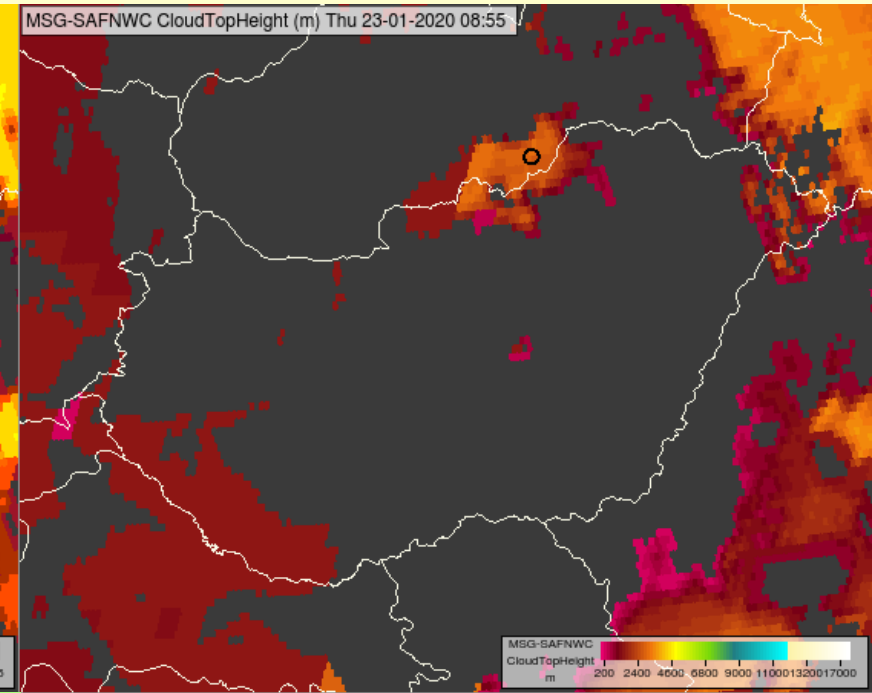 MSG-SAFNWC CloudTopHeight (m) Thu 23-01-2020 08:55
MSG-SAFNWC
CloudTopHeight
m
200 2400 4600 6800 9000 11000 13200 17000